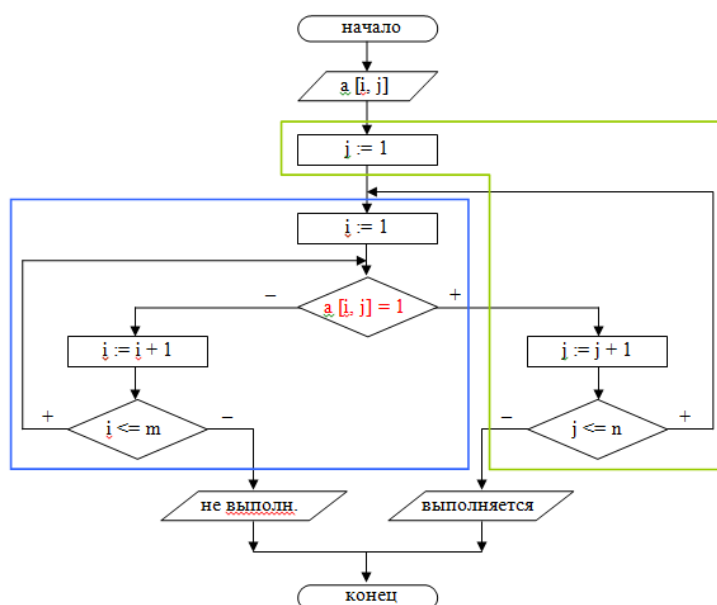 начало
a [i, j]
j := 1
i := 1
a [i, j] = 1
–
+
i := i + 1
j := j + 1
+
i <= m
–
–
j <= n
+
не выполн.
выполняется
конец